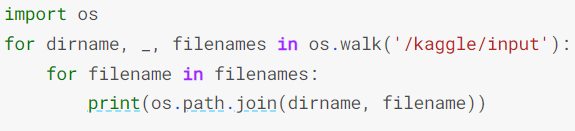 import os
for dirname, _, filenames in os.walk('/kaggle/input'):
    for filename in filenames:
        print(os.path.join(dirname, filename))